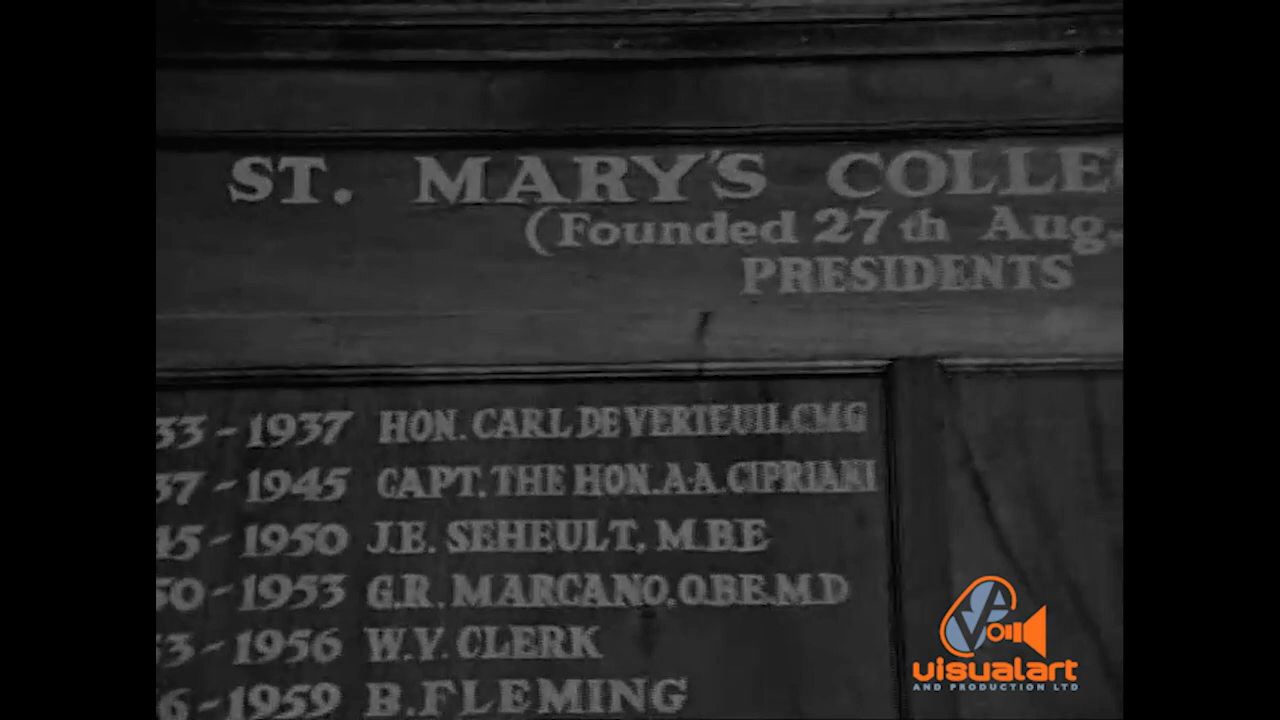 ST. MARY'S COLLE
(Founded 27th Aug.
PRESIDENTS
33 - 1937 HON. CARL DE VERTEUIL.CMG
37 - 1945 CAPT. THE HON. A.A. CIPRIANI
45 - 1950 J.E. SEHEULT, M.B.E
50 - 1953 G.R. MARCANO. O.B.E. M.D
53 - 1956 W.V. CLERK
56 - 1959 B. FLEMING
visualart
AND PRODUCTION LTD